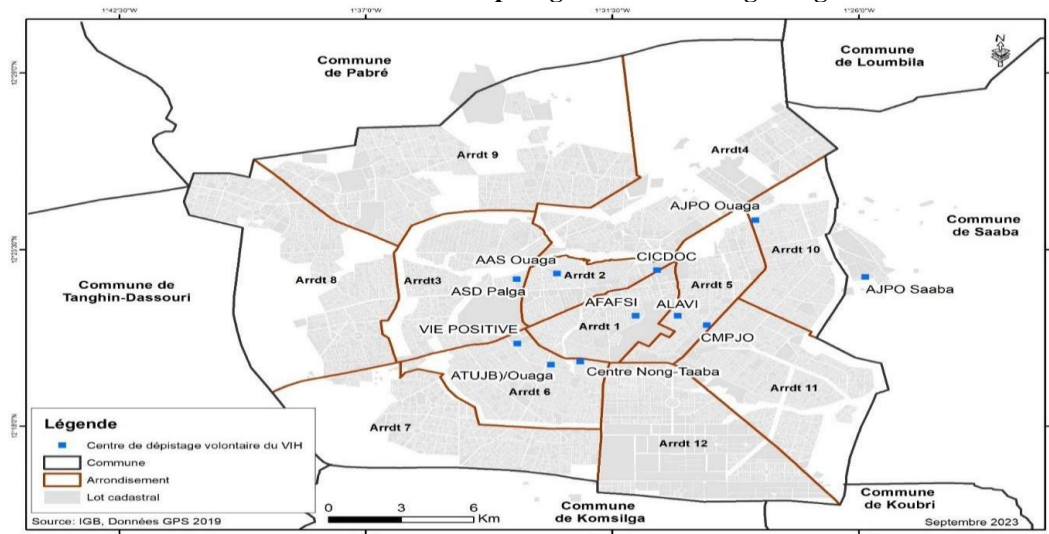 1°42'30"W
1°37'0"W
1°31'30"W
1°26'0"W
N
Commune
de Pabré
Commune
de Loumbila
Arrdt 9
Arrdt4
AJPO Ouaga
Commune
de Saaba
Arrdt 10
AAS Ouaga
CICDOC
Arrdt 2
Arrdt 8
Arrdt3
ASD Palga
Arrdt 5
AJPO Saaba
Commune de
Tanghin-Dassouri
AFAFSI
ALAVI
VIE POSITIVE
Arrdt 1
CMPJO
ATUJB)/Ouaga
Centre Nong-Taaba
Arrdt 6
Arrdt 11
Arrdt 7
Arrdt 12
Légende
Centre de dépistage volontaire du VIH
Commune
Arrondisement
Lot cadastral
0 3 6
Km
Commune
de Komsilga
Commune
de Koubri
Source: IGB, Données GPS 2019
Septembre 2023